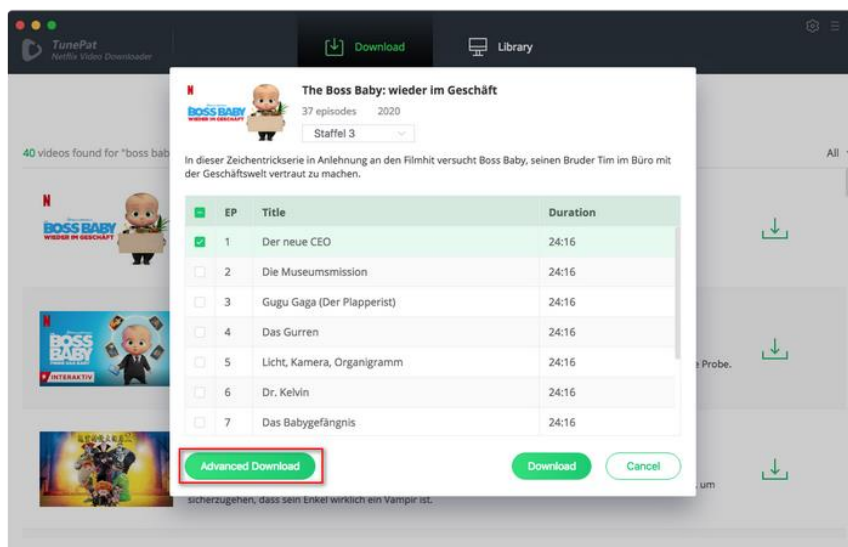 TunePat
Netflix Video Downloader
Download
Library
40 videos found for "boss bab
All
N
BOSS BABY
WIEDER IM GESCHÄFT
N
BOSS BABY
WIEDER IM GESCHÄFT
The Boss Baby: wieder im Geschäft
37 episodes 2020
Staffel 3
In dieser Zeichentrickserie in Anlehnung an den Filmhit versucht Boss Baby, seinen Bruder Tim im Büro mit
der Geschäftswelt vertraut zu machen.
EP Title Duration
1 Der neue CEO 24:16
2 Die Museumsmission 24:16
3 Gugu Gaga (Der Plapperist) 24:16
4 Das Gurren 24:16
5 Licht, Kamera, Organigramm 24:16
6 Dr. Kelvin 24:16
7 Das Babygefängnis 24:16
N
BOSS
BABY
INTERAKTIV
Probe.
Advanced Download
Download
Cancel
um
sicherzugehen, dass sein Enkel wirklich ein Vampir ist.